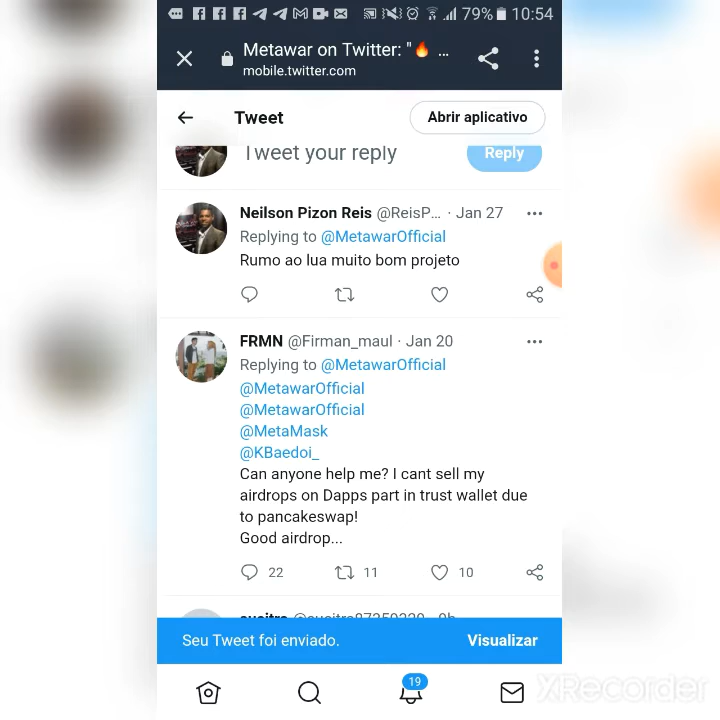 79% 10:54
Metawar on Twitter: "🔥 ...
mobile.twitter.com
Tweet
Abrir aplicativo
Tweet your reply
Reply
Neilson Pizon Reis @ReisP... · Jan 27
Replying to @MetawarOfficial
Rumo ao lua muito bom projeto
FRMN @Firman_maul · Jan 20
Replying to @MetawarOfficial
@MetawarOfficial
@MetawarOfficial
@MetaMask
@KBaedoi_
Can anyone help me? I cant sell my
airdrops on Dapps part in trust wallet due
to pancakeswap!
Good airdrop...
22 11 10
Seu Tweet foi enviado.
Visualizar
19
XRecorder